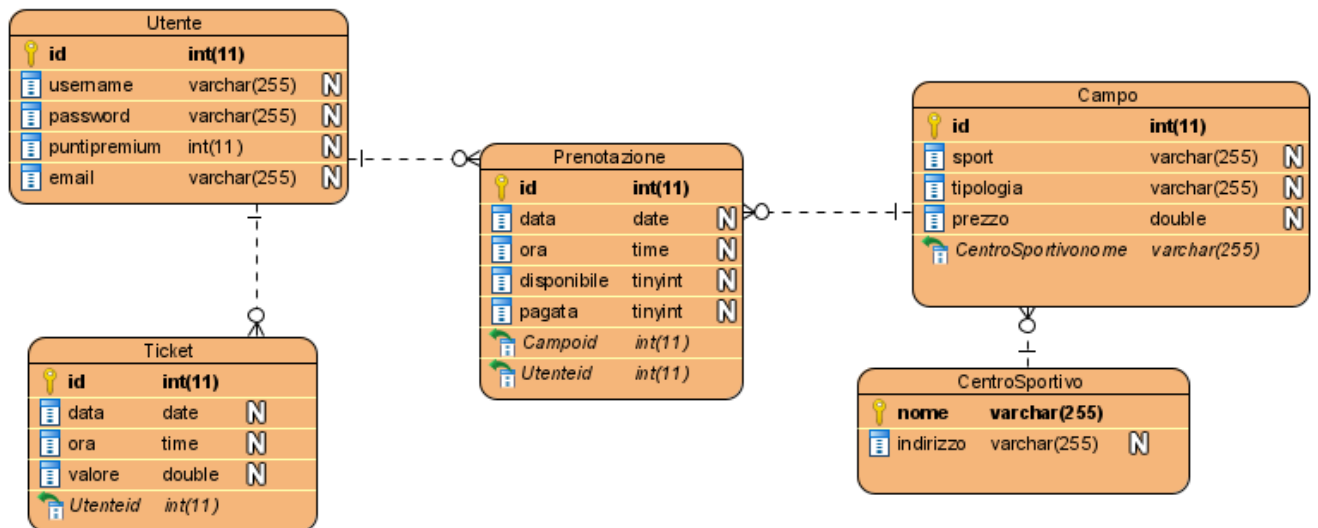 Utente
id int(11)
username varchar(255) N
password varchar(255) N
puntipremium int(11) N
email varchar(255) N
Prenotazione
id int(11)
data date N
ora time N
disponibile tinyint N
pagata tinyint N
Campoid int(11)
Utenteid int(11)
Campo
id int(11)
sport varchar(255) N
tipologia varchar(255) N
prezzo double N
CentroSportivonome varchar(255)
Ticket
id int(11)
data date N
ora time N
valore double N
Utenteid int(11)
CentroSportivo
nome varchar(255)
indirizzo varchar(255) N